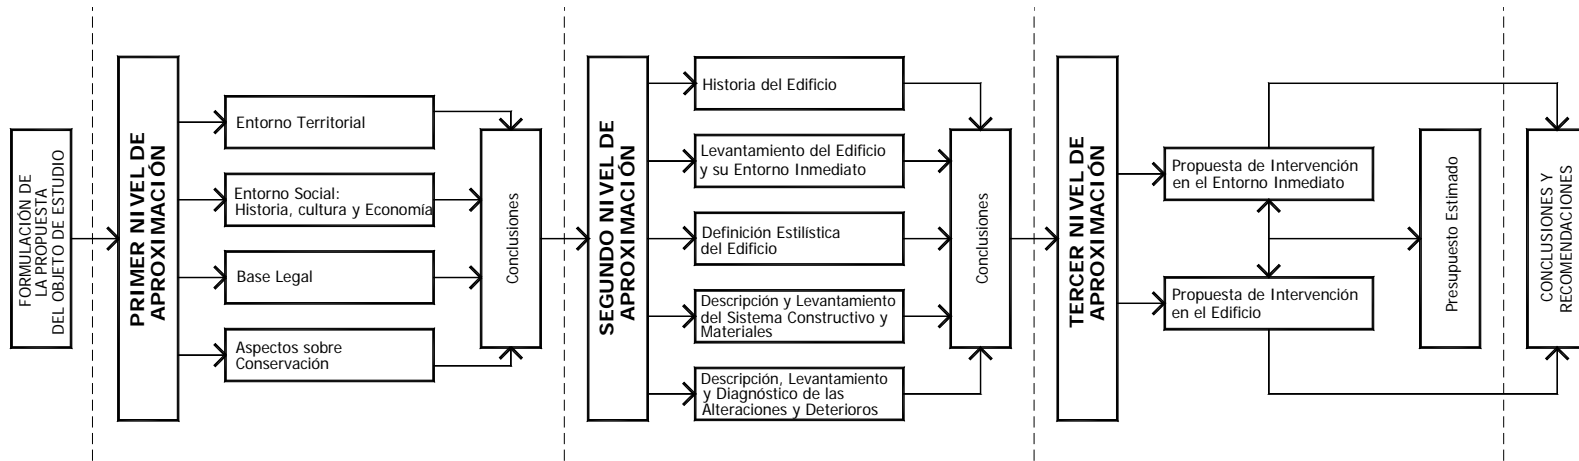 FORMULACIÓN DE
LA PROPUESTA
DEL OBJETO DE ESTUDIO
PRIMER NIVEL DE
APROXIMACIÓN
Entorno Territorial
Entorno Social:
Historia, cultura y Economía
Base Legal
Aspectos sobre
Conservación
Conclusiones
SEGUNDO NIVEL DE
APROXIMACIÓN
Historia del Edificio
Levantamiento del Edificio
y su Entorno Inmediato
Definición Estilística
del Edificio
Descripción y Levantamiento
del Sistema Constructivo y
Materiales
Descripción, Levantamiento
y Diagnóstico de las
Alteraciones y Deterioros
Conclusiones
TERCER NIVEL DE
APROXIMACIÓN
Propuesta de Intervención
en el Entorno Inmediato
Propuesta de Intervención
en el Edificio
Presupuesto Estimado
CONCLUSIONES Y
RECOMENDACIONES